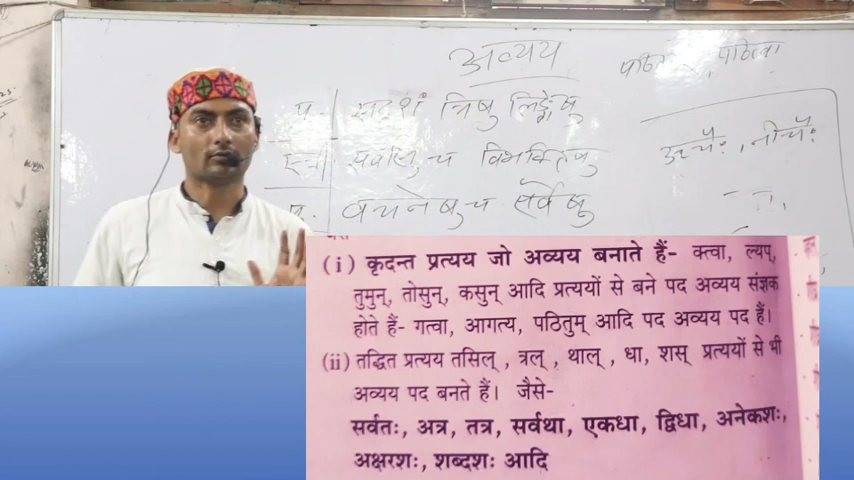 अव्यय
सदृशं त्रिषु लिङ्गेषु
सर्वासु च विभक्तिषु
उच्चैः, नीचैः
वचनेषु च सर्वेषु
(i) कृदन्त प्रत्यय जो अव्यय बनाते हैं- क्त्वा, ल्यप्,
तुमुन्, तोसुन्, कसुन् आदि प्रत्ययों से बने पद अव्यय संज्ञक
होते हैं- गत्वा, आगत्य, पठितुम् आदि पद अव्यय पद हैं।
(ii) तद्धित प्रत्यय तसिल् , त्रल् , थाल् , धा, शस् प्रत्ययों से भी
अव्यय पद बनते हैं। जैसे-
सर्वतः, अत्र, तत्र, सर्वथा, एकधा, द्विधा, अनेकशः,
अक्षरशः, शब्दशः आदि